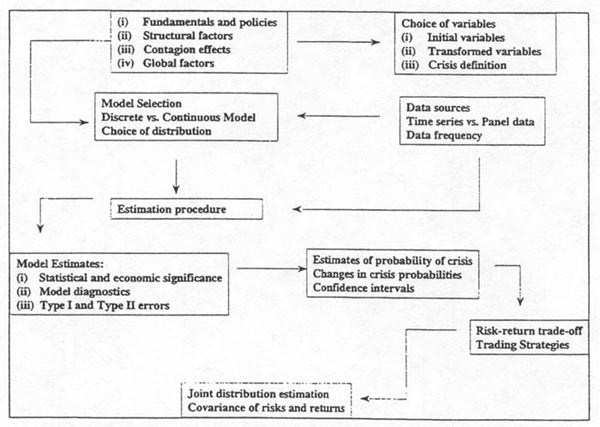 (i) Fundamentals and policies
(ii) Structural factors
(iii) Contagion effects
(iv) Global factors
Choice of variables
(i) Initial variables
(ii) Transformed variables
(iii) Crisis definition
Model Selection
Discrete vs. Continuous Model
Choice of distribution
Data sources
Time series vs. Panel data
Data frequency
Estimation procedure
Model Estimates:
(i) Statistical and economic significance
(ii) Model diagnostics
(iii) Type I and Type II errors
Estimates of probability of crisis
Changes in crisis probabilities
Confidence intervals
Risk-return trade-off
Trading Strategies
Joint distribution estimation
Covariance of risks and returns